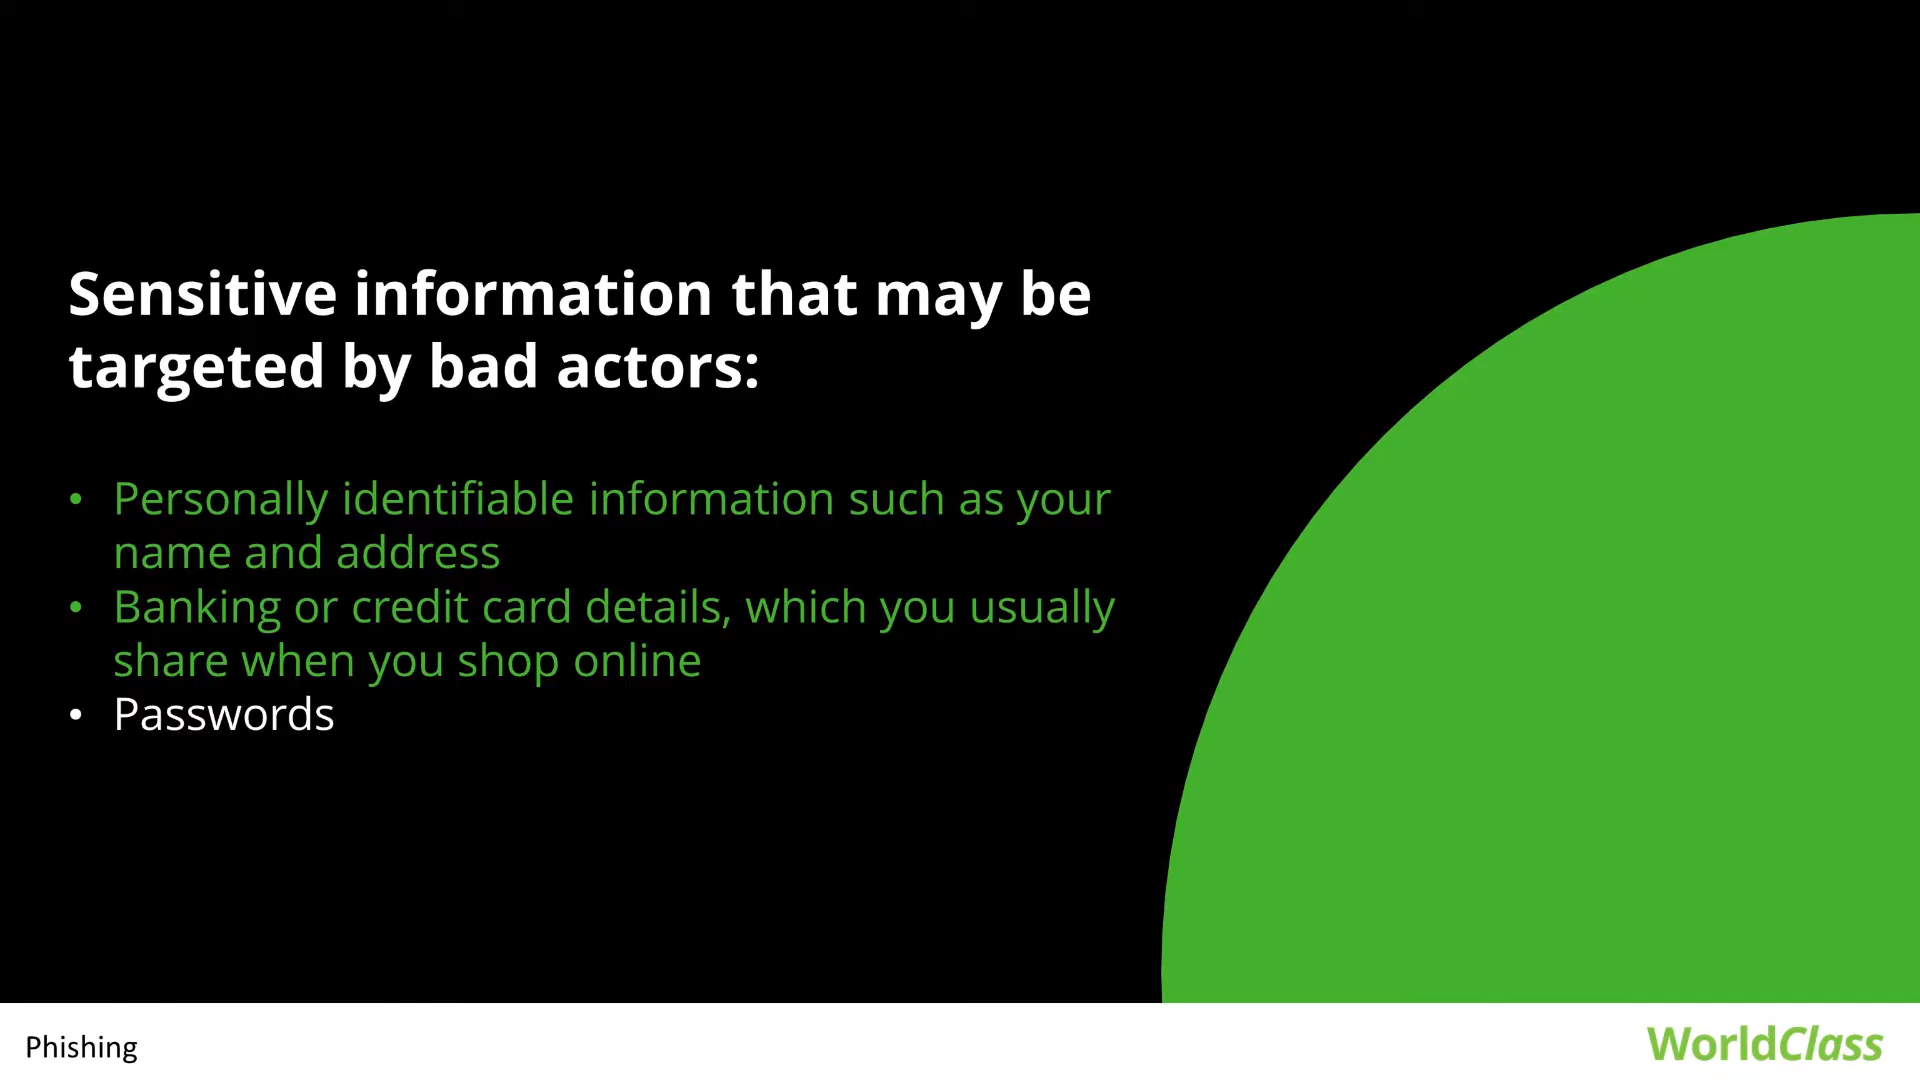 Sensitive information that may be
targeted by bad actors:
• Personally identifiable information such as your
name and address
• Banking or credit card details, which you usually
share when you shop online
• Passwords
Phishing
WorldClass